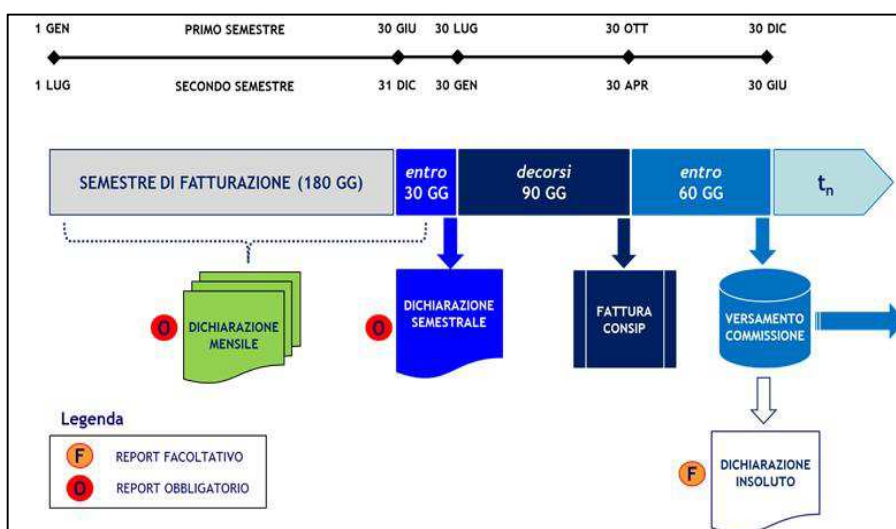 1 GEN PRIMO SEMESTRE 30 GIU 30 LUG 30 OTT 30 DIC
1 LUG SECONDO SEMESTRE 31 DIC 30 GEN 30 APR 30 GIU
SEMESTRE DI FATTURAZIONE (180 GG)
entro
30 GG
decorsi
90 GG
entro
60 GG
tn
O
DICHIARAZIONE
MENSILE
O
DICHIARAZIONE
SEMESTRALE
FATTURA
CONSIP
VERSAMENTO
COMMISSIONE
Legenda
F REPORT FACOLTATIVO
O REPORT OBBLIGATORIO
F
DICHIARAZIONE
INSOLUTO